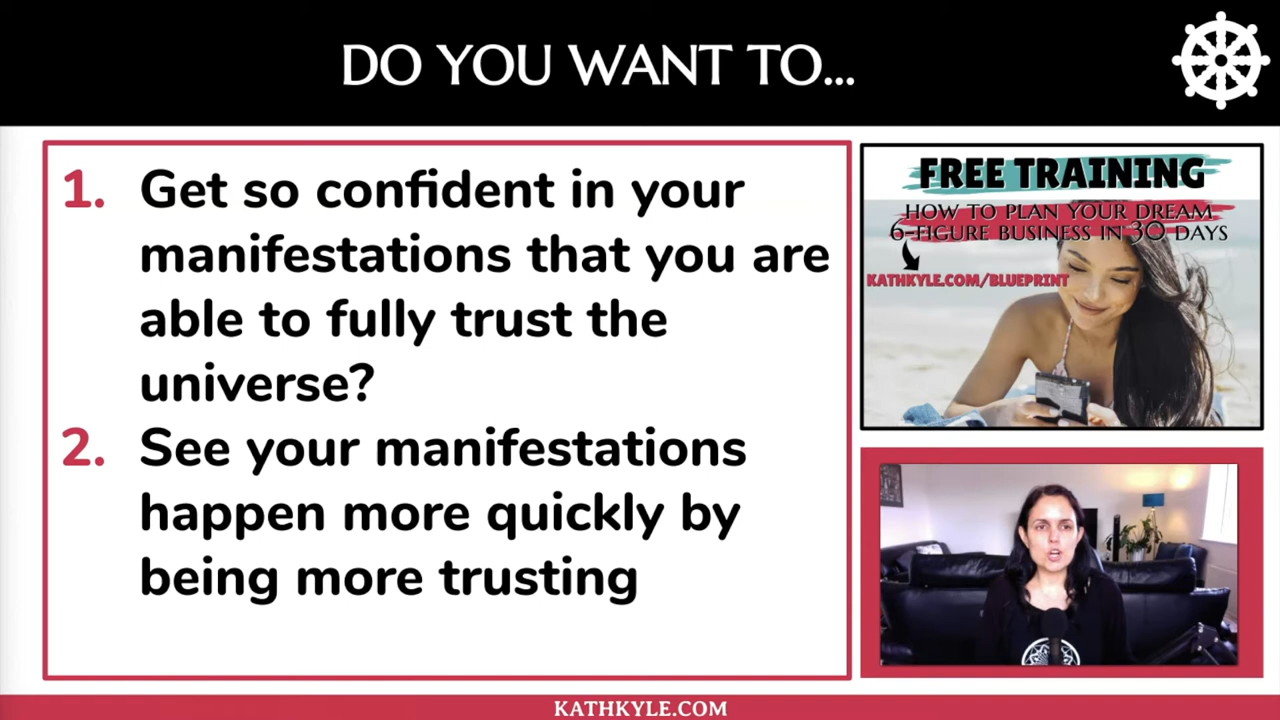 DO YOU WANT TO...
1. Get so confident in your
manifestations that you are
able to fully trust the
universe?
2. See your manifestations
happen more quickly by
being more trusting
FREE TRAINING
HOW TO PLAN YOUR DREAM
6-FIGURE BUSINESS IN 30 DAYS
KATHKYLE.COM/BLUEPRINT
KATHKYLE.COM